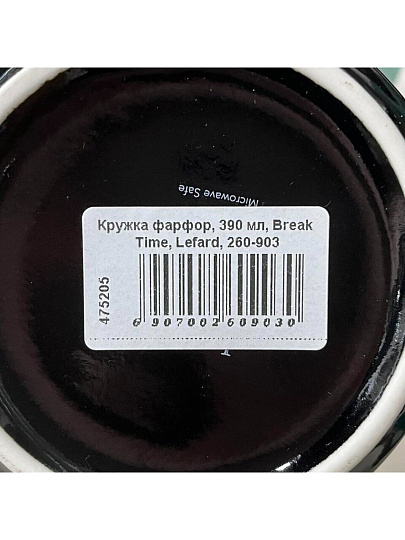 Microwave Safe
Кружка фарфор, 390 мл, Break
Time, Lefard, 260-903
475205
6 907002 609030